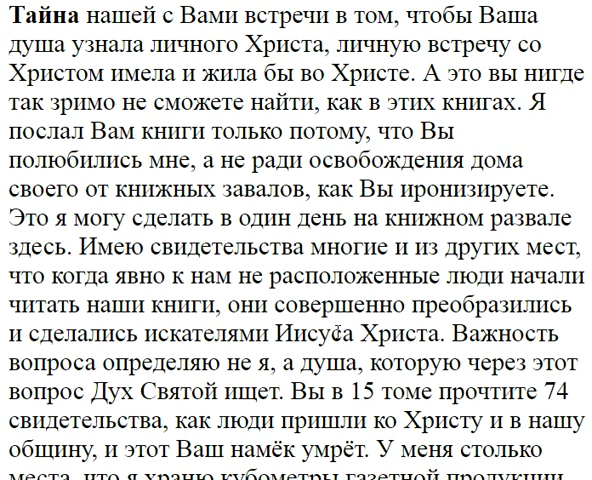 Тайна нашей с Вами встречи в том, чтобы Ваша
душа узнала личного Христа, личную встречу со
Христом имела и жила бы во Христе. А это вы нигде
так зримо не сможете найти, как в этих книгах. Я
послал Вам книги только потому, что Вы
полюбились мне, а не ради освобождения дома
своего от книжных завалов, как Вы иронизируете.
Это я могу сделать в один день на книжном развале
здесь. Имею свидетельства многие и из других мест,
что когда явно к нам не расположенные люди начали
читать наши книги, они совершенно преобразились
и сделались искателями Иисуса Христа. Важность
вопроса определяю не я, а душа, которую через этот
вопрос Дух Святой ищет. Вы в 15 томе прочтите 74
свидетельства, как люди пришли ко Христу и в нашу
общину, и этот Ваш намёк умрёт. У меня столько
места, что я храню кубометры газетной продукции